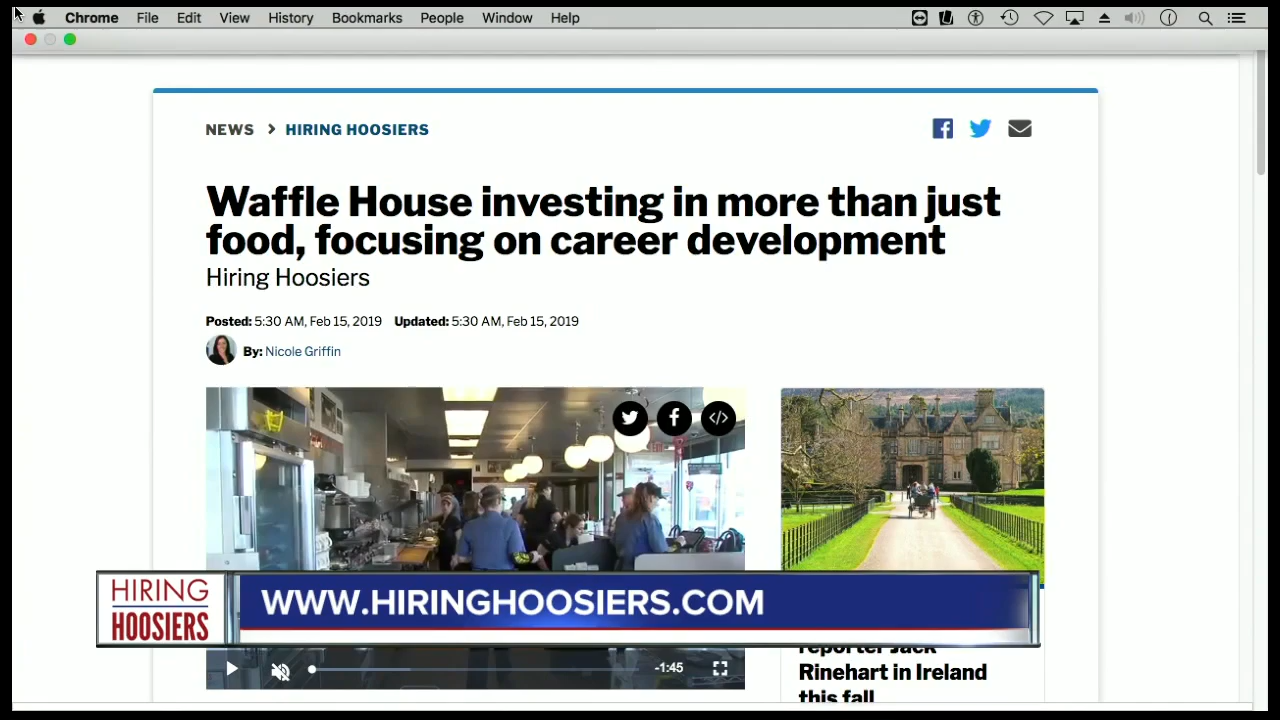 Chrome File Edit View History Bookmarks People Window Help
NEWS > HIRING HOOSIERS
Waffle House investing in more than just
food, focusing on career development
Hiring Hoosiers
Posted: 5:30 AM, Feb 15, 2019 Updated: 5:30 AM, Feb 15, 2019
By: Nicole Griffin
HIRING
HOOSIERS
WWW.HIRINGHOOSIERS.COM
-1:45
reporter Jack
Rinehart in Ireland
this fall